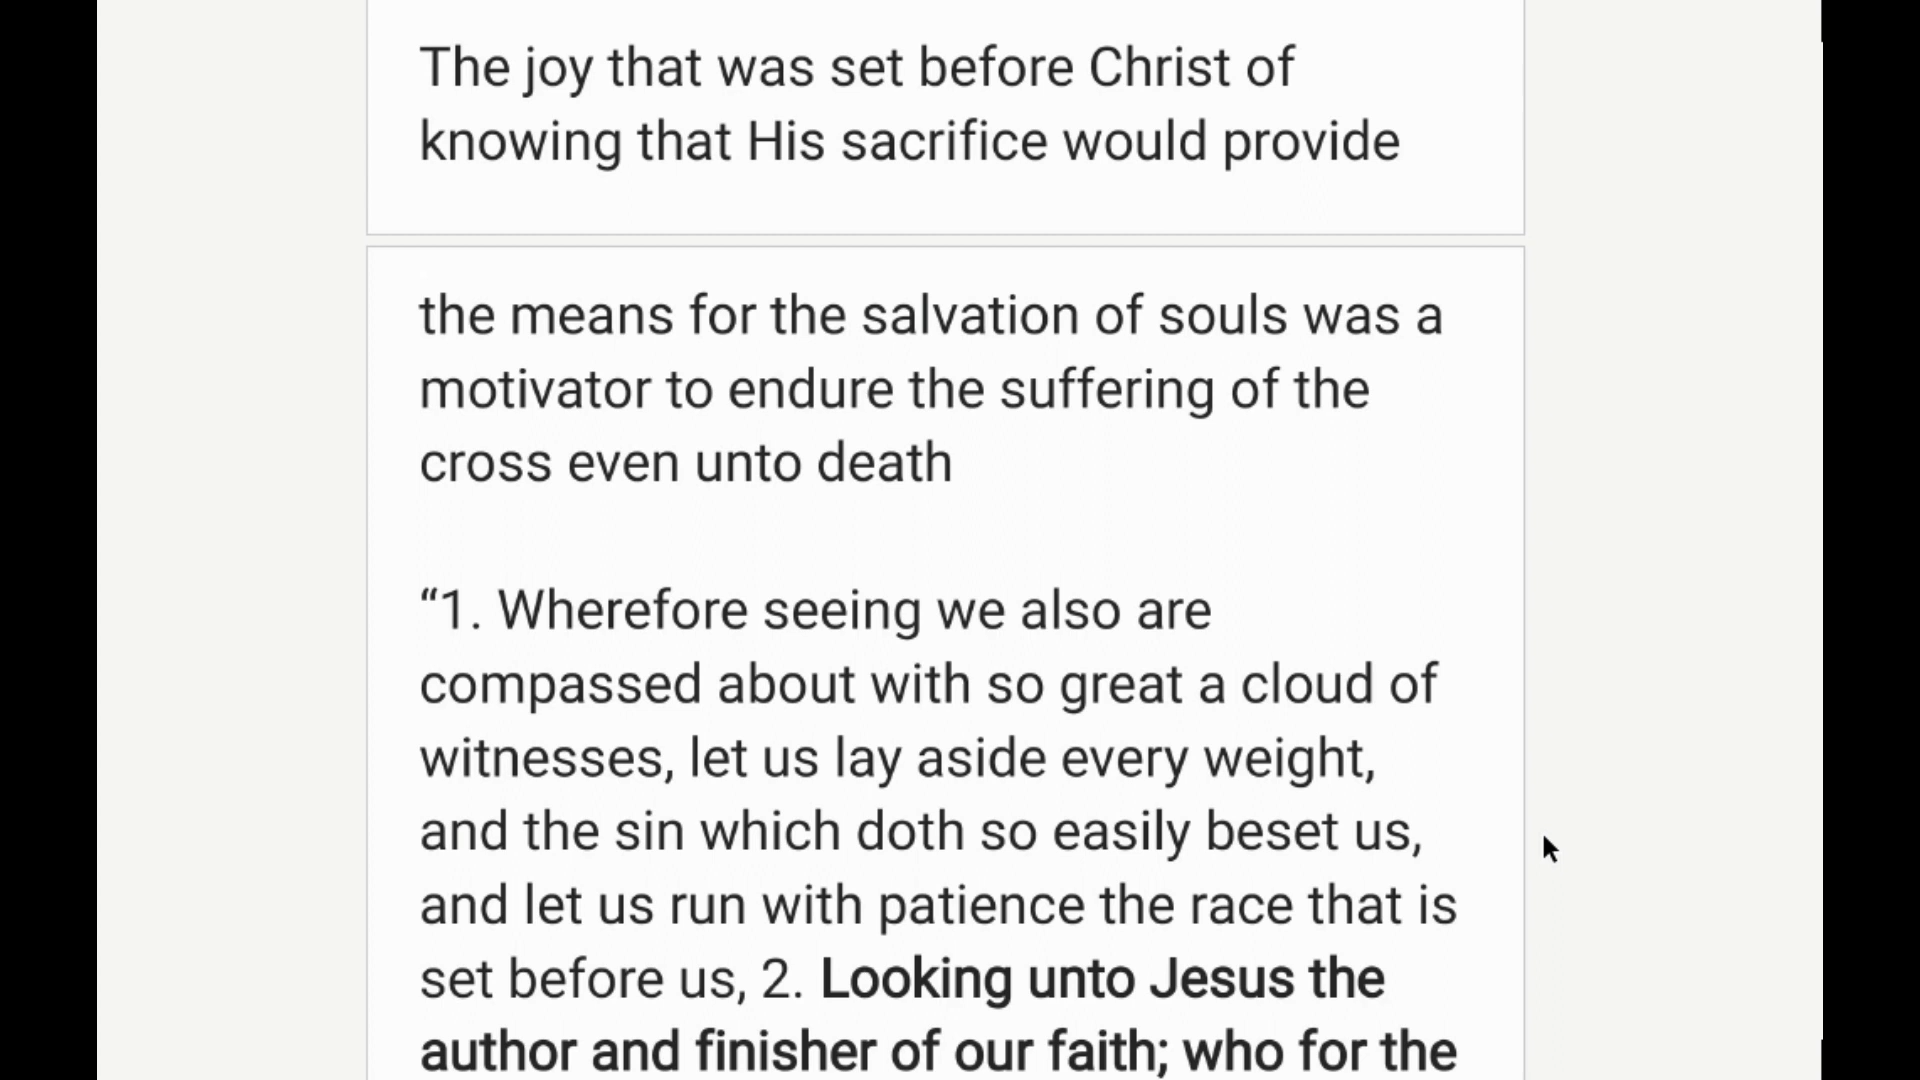 The joy that was set before Christ of
knowing that His sacrifice would provide
the means for the salvation of souls was a
motivator to endure the suffering of the
cross even unto death
“1. Wherefore seeing we also are
compassed about with so great a cloud of
witnesses, let us lay aside every weight,
and the sin which doth so easily beset us,
and let us run with patience the race that is
set before us, 2. Looking unto Jesus the
author and finisher of our faith; who for the